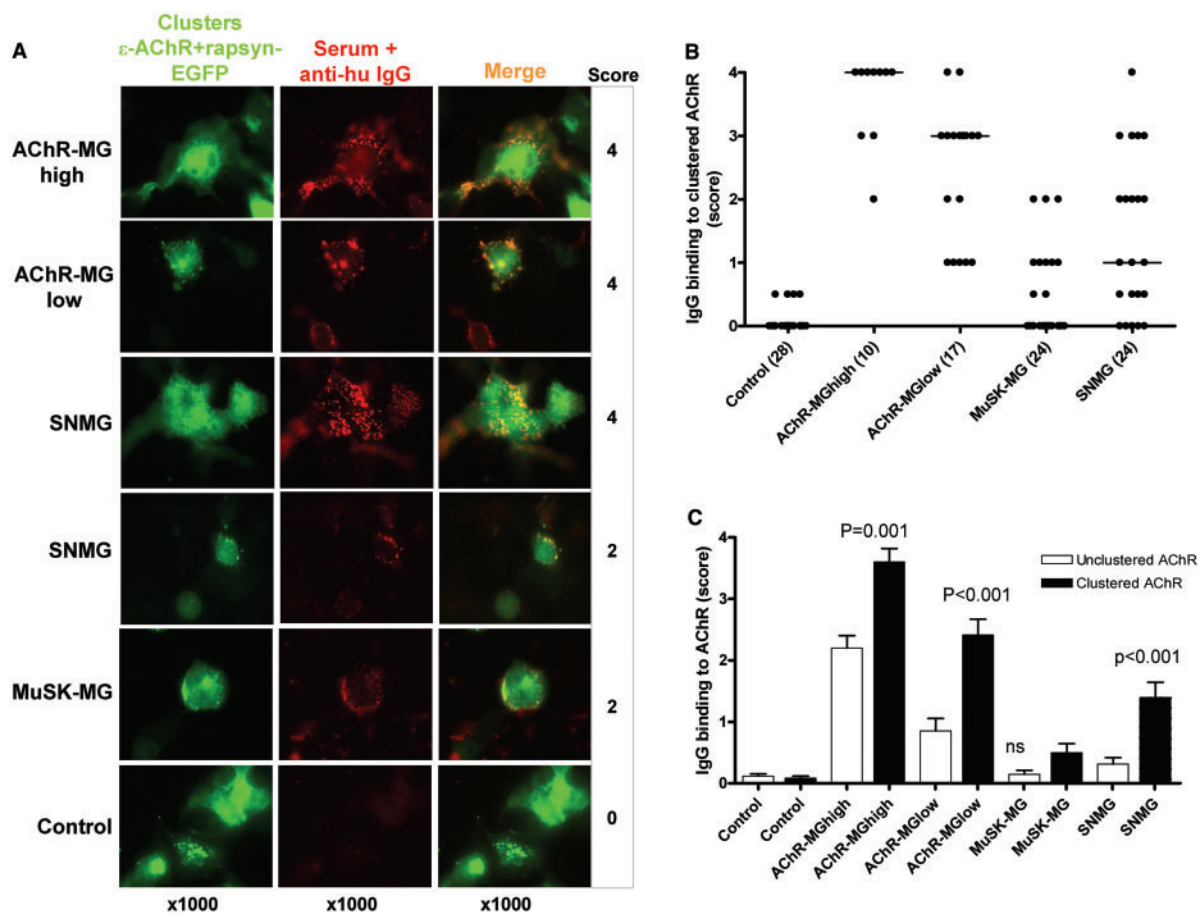 A
Clusters
ε-AChR+rapsyn-
EGFP
Serum +
anti-hu IgG
Merge
Score
AChR-MG
high
4
AChR-MG
low
4
SNMG
4
SNMG
2
MuSK-MG
2
Control
0
x1000 x1000 x1000
B
IgG binding to clustered AChR
(score)
4
3
2
1
0
Control (28)
AChR-MGhigh (10)
AChR-MGlow (17)
MuSK-MG (24)
SNMG (24)
C
IgG binding to AChR (score)
4
3
2
1
0
P=0.001
P<0.001
ns
p<0.001
Unclustered AChR
Clustered AChR
Control
Control
AChR-MGhigh
AChR-MGhigh
AChR-MGlow
AChR-MGlow
MuSK-MG
MuSK-MG
SNMG
SNMG